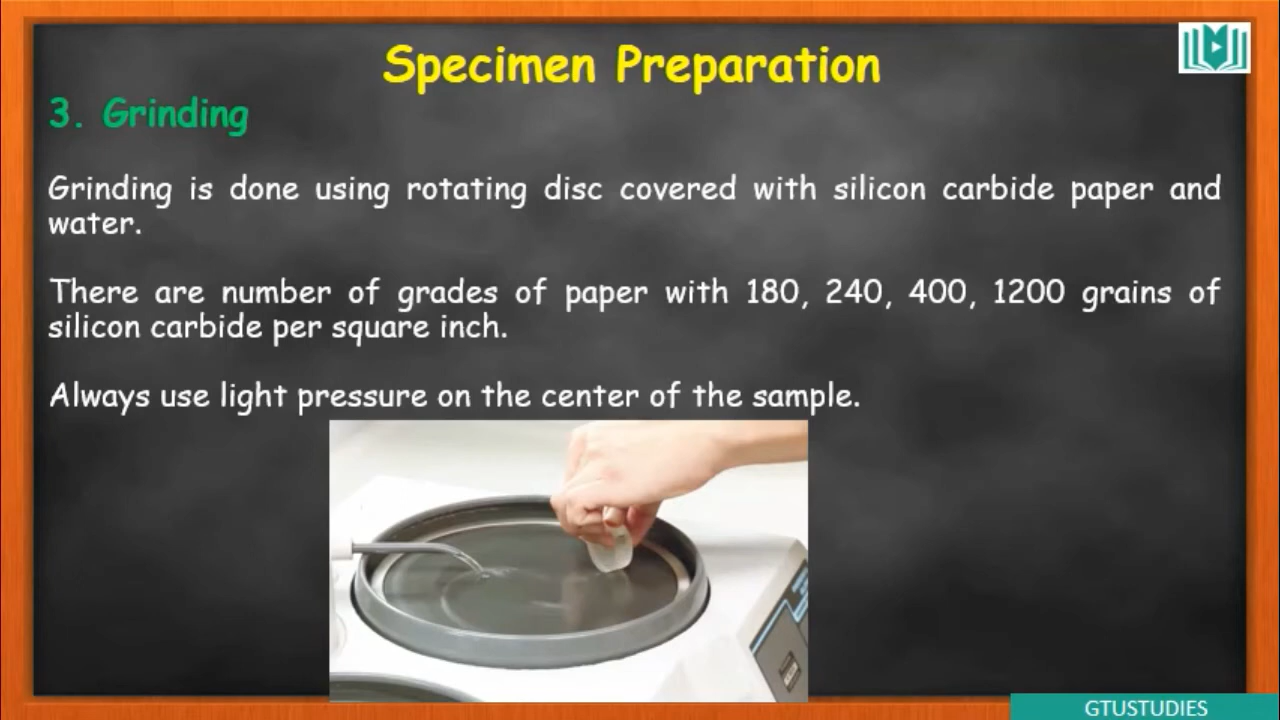 Specimen Preparation
3. Grinding
Grinding is done using rotating disc covered with silicon carbide paper and
water.
There are number of grades of paper with 180, 240, 400, 1200 grains of
silicon carbide per square inch.
Always use light pressure on the center of the sample.
GTUSTUDIES